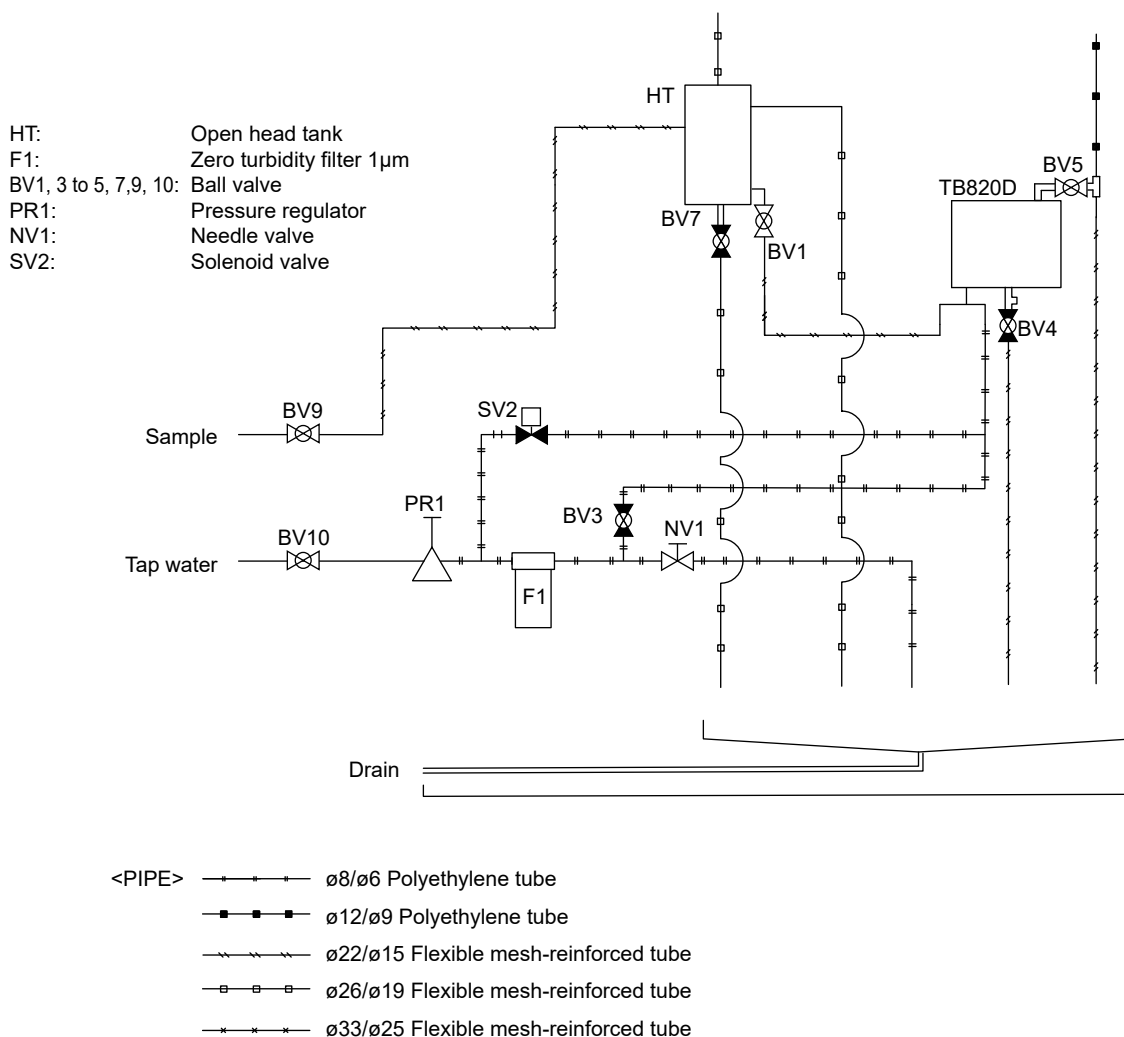 HT: Open head tank
F1: Zero turbidity filter 1µm
BV1, 3 to 5, 7,9, 10: Ball valve
PR1: Pressure regulator
NV1: Needle valve
SV2: Solenoid valve
HT
BV5
TB820D
BV7
BV1
BV4
BV9
SV2
Sample
PR1
BV3
NV1
BV10
Tap water
F1
Drain
<PIPE>
ø8/ø6 Polyethylene tube
ø12/ø9 Polyethylene tube
ø22/ø15 Flexible mesh-reinforced tube
ø26/ø19 Flexible mesh-reinforced tube
ø33/ø25 Flexible mesh-reinforced tube